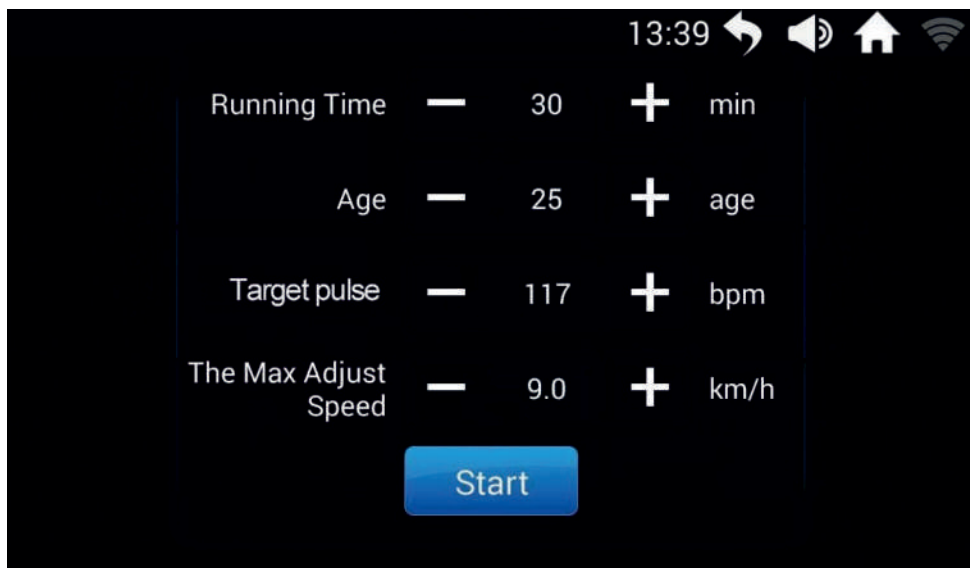 13:39
Running Time 30 min
Age 25 age
Target pulse 117 bpm
The Max Adjust
Speed 9.0 km/h
Start